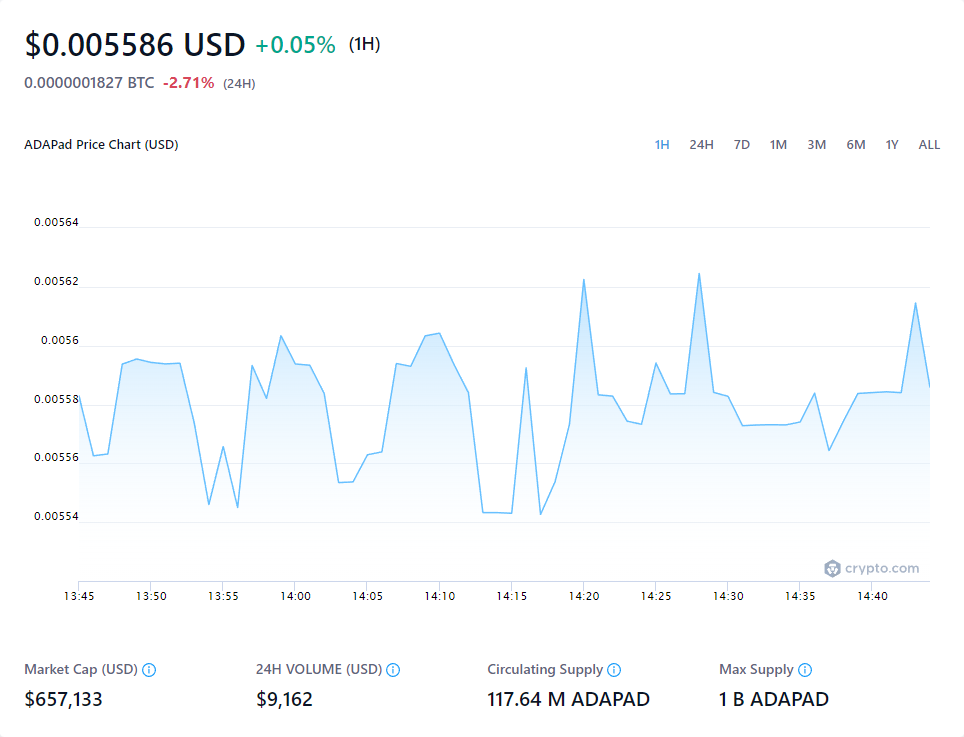 $0.005586 USD +0.05% (1H)
0.0000001827 BTC -2.71% (24H)
ADAPad Price Chart (USD) 1H 24H 7D 1M 3M 6M 1Y ALL
0.00564
0.00562
0.0056
0.00558
0.00556
0.00554
crypto.com
13:45 13:50 13:55 14:00 14:05 14:10 14:15 14:20 14:25 14:30 14:35 14:40
Market Cap (USD) 24H VOLUME (USD) Circulating Supply Max Supply
$657,133 $9,162 117.64 M ADAPAD 1 B ADAPAD